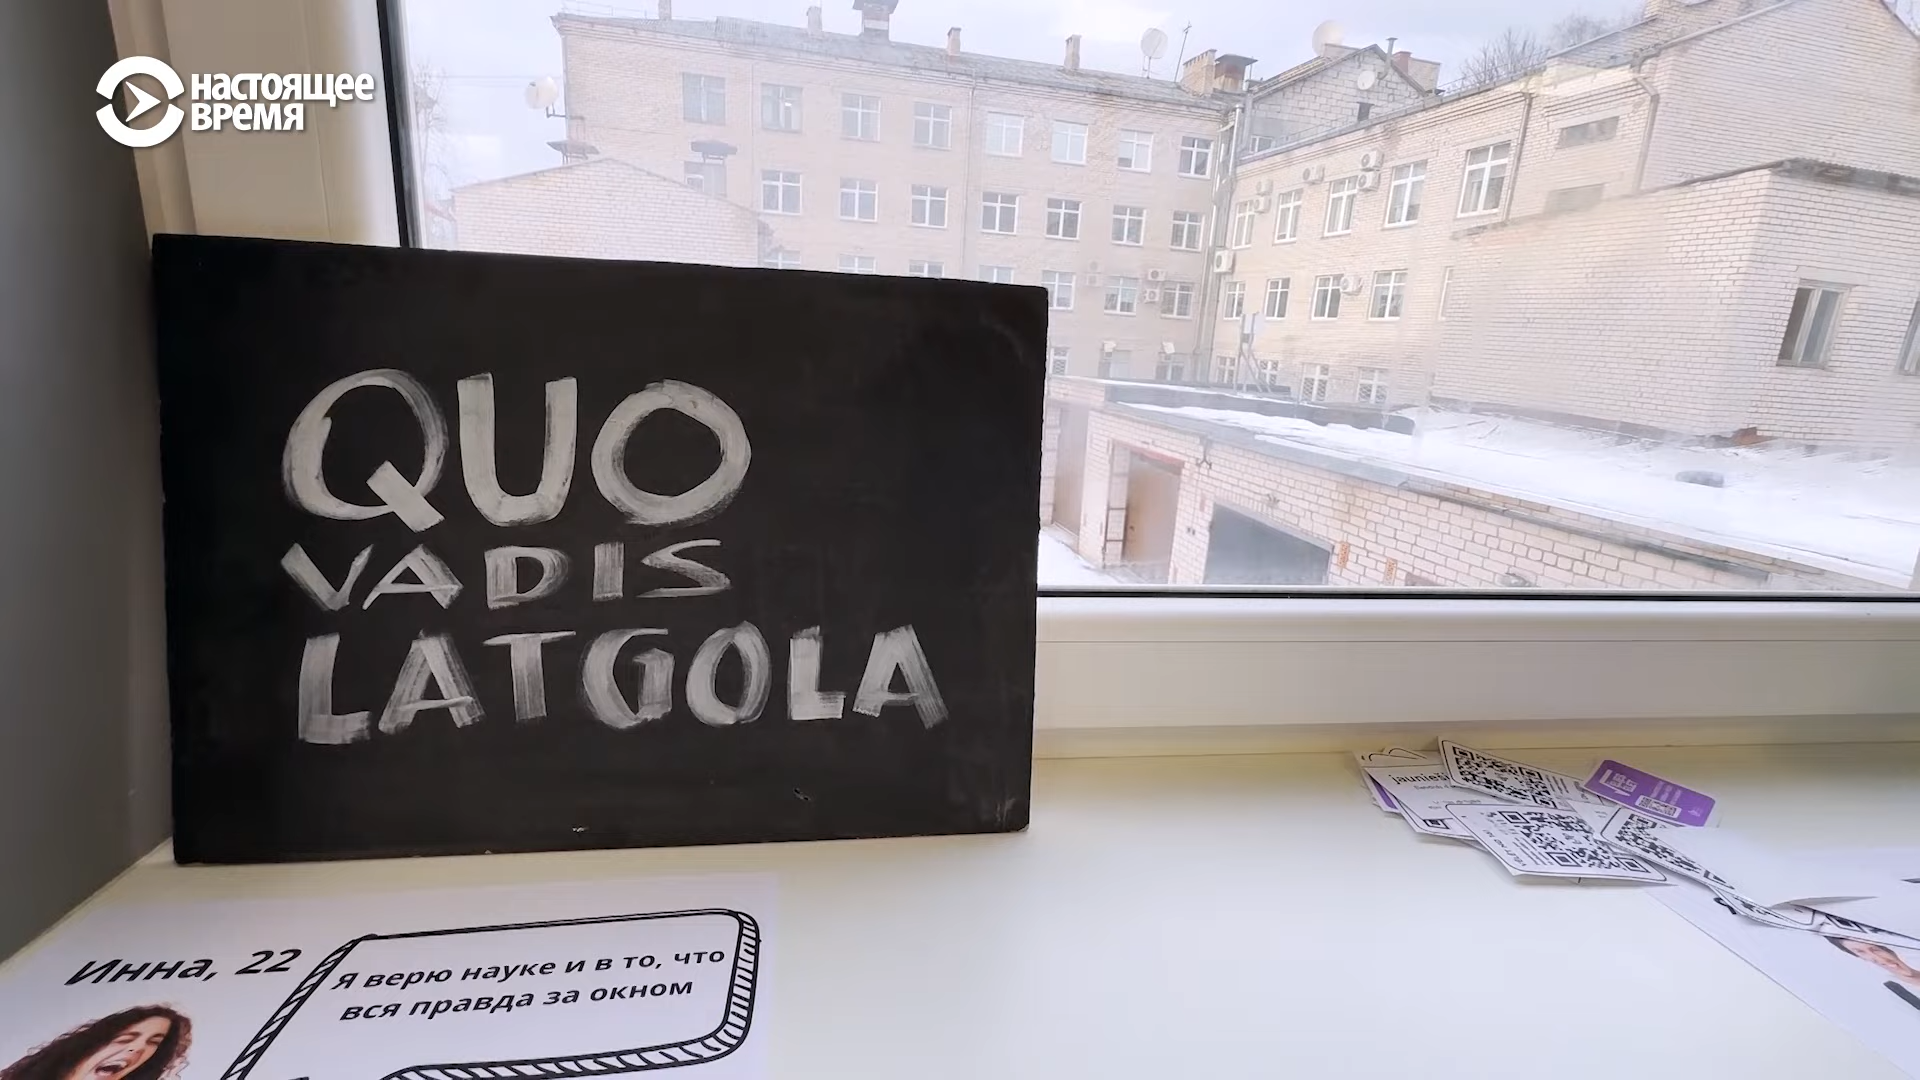 НАСТОЯЩЕЕ
ВРЕМЯ
QUO
VADIS
LATGOLA
Инна, 22
Я верю науке и в то, что
вся правда за окном